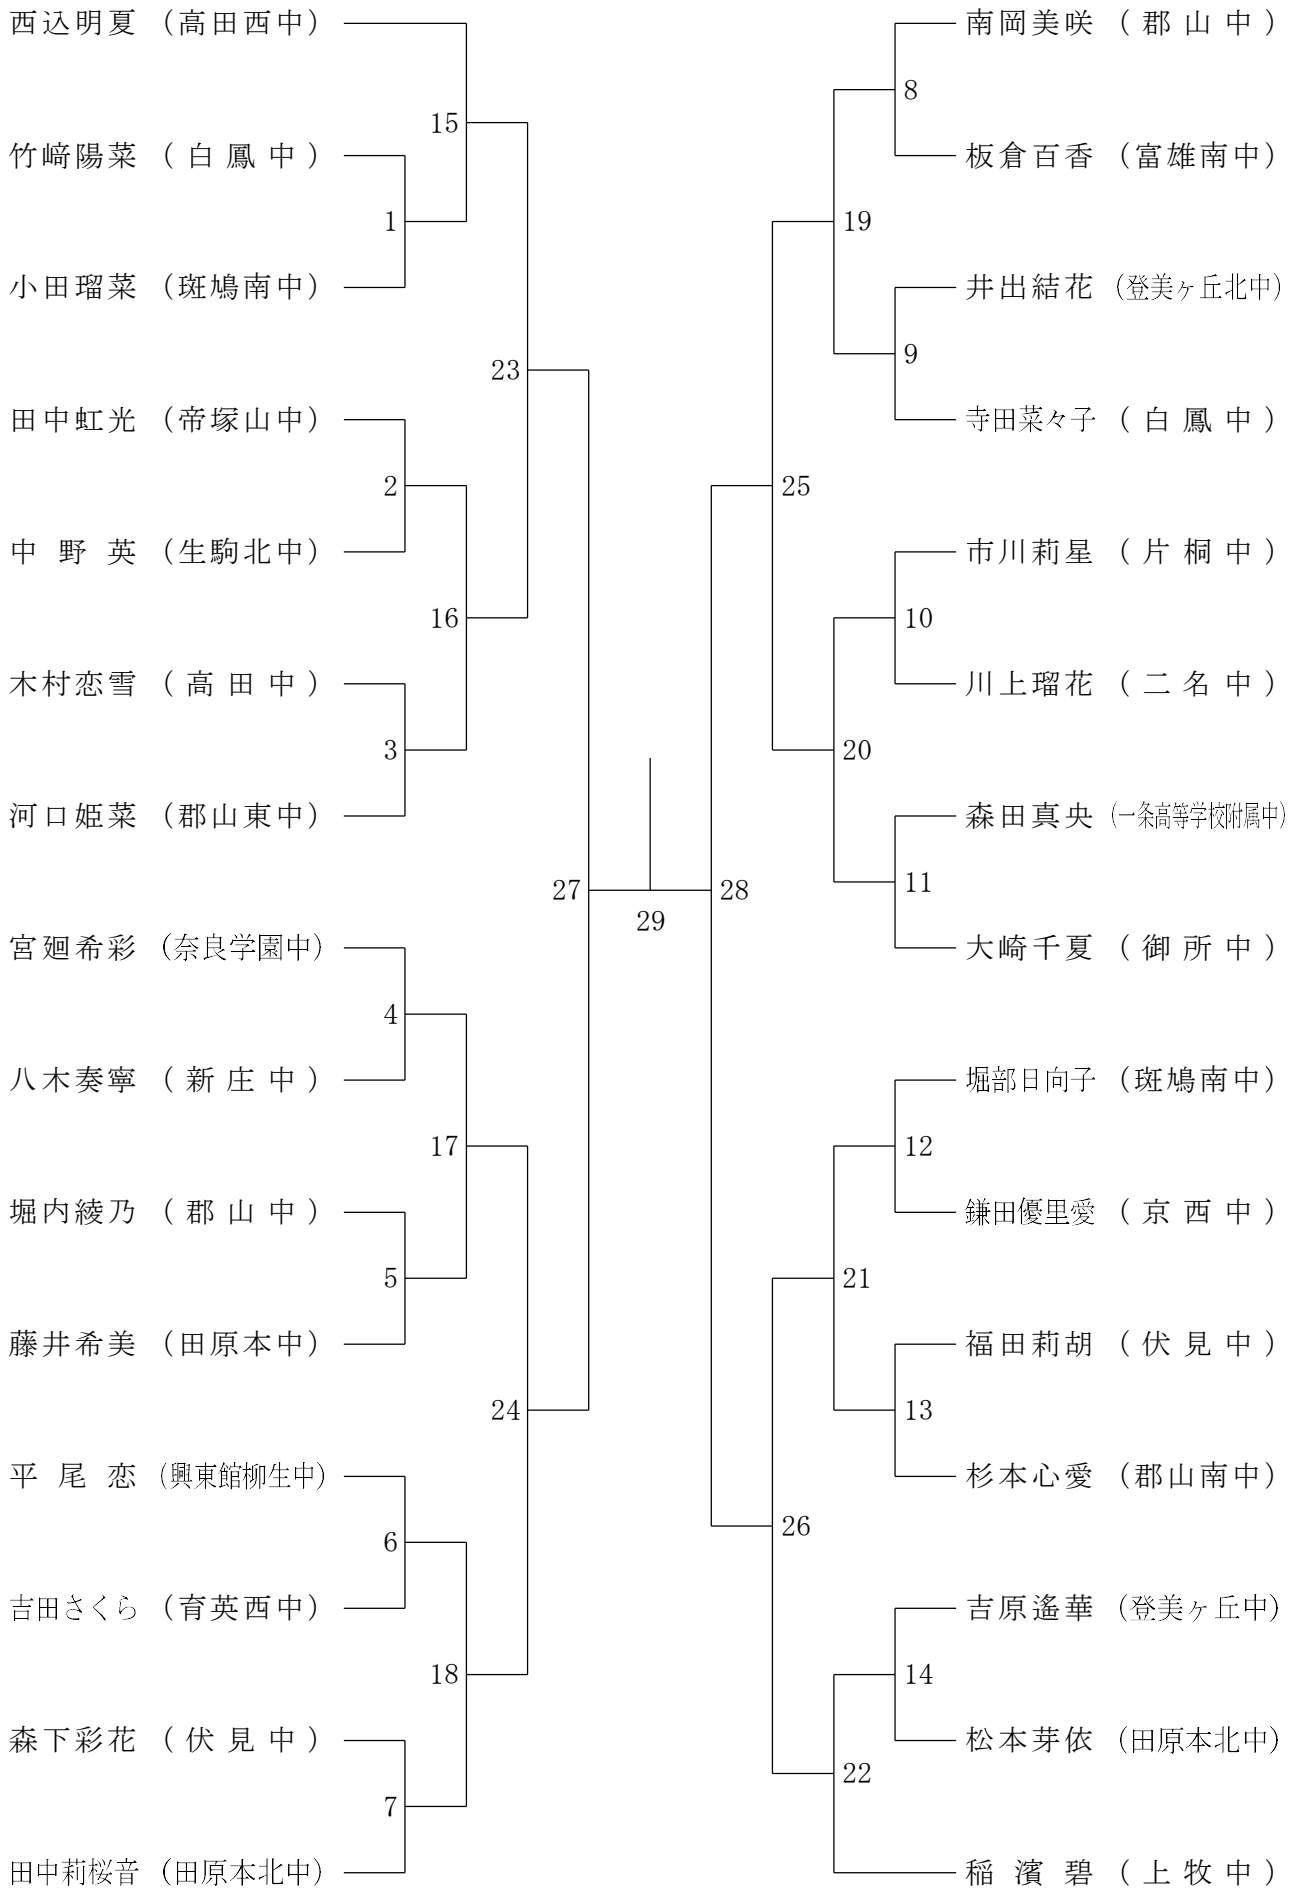 西込明夏 (高田西中)
15
竹﨑陽菜 (白鳳中)
1
小田瑠菜 (斑鳩南中)
23
田中虹光 (帝塚山中)
2
中野英 (生駒北中)
16
木村恋雪 (高田中)
3
河口姫菜 (郡山東中)
27
宮廻希彩 (奈良学園中)
4
八木奏寧 (新庄中)
17
堀内綾乃 (郡山中)
5
藤井希美 (田原本中)
24
平尾恋 (興東館柳生中)
6
吉田さくら (育英西中)
18
森下彩花 (伏見中)
7
田中莉桜音 (田原本北中)
29
南岡美咲 (郡山中)
8
板倉百香 (富雄南中)
19
井出結花 (登美ヶ丘北中)
9
寺田菜々子 (白鳳中)
25
市川莉星 (片桐中)
10
川上瑠花 (二名中)
20
森田真央 (一条高等学校附属中)
11
28
大崎千夏 (御所中)
堀部日向子 (斑鳩南中)
12
鎌田優里愛 (京西中)
21
福田莉胡 (伏見中)
13
杉本心愛 (郡山南中)
26
吉原遙華 (登美ヶ丘中)
14
松本芽依 (田原本北中)
22
稲濱碧 (上牧中)